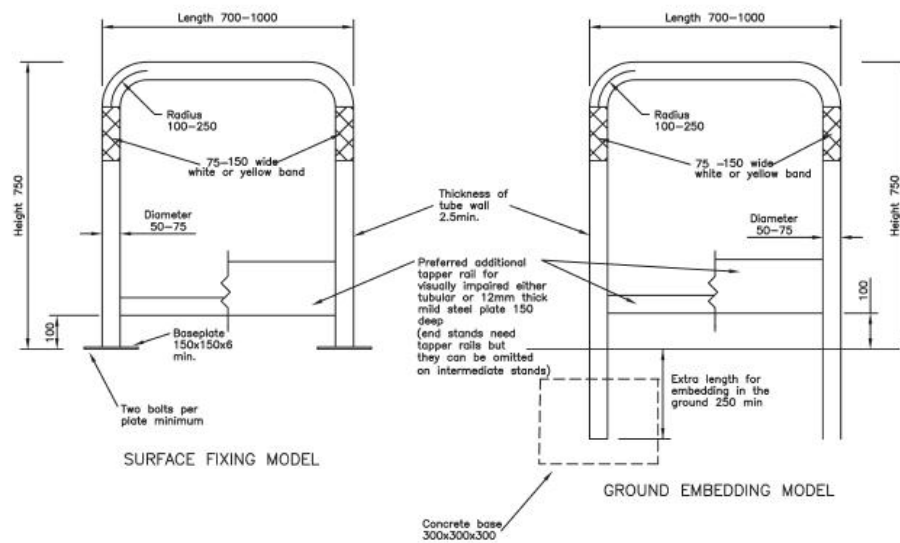 Length 700-1000
Radius
100-250
75-150 wide
white or yellow band
Height 750
Diameter
50-75
100
Baseplate
150x150x6
min.
Two bolts per
plate minimum
SURFACE FIXING MODEL
Thickness of
tube wall
2.5min.
Preferred additional
tapper rail for
visually impaired either
tubular or 12mm thick
mild steel plate 150
deep
(end stands need
tapper rails but
they can be omitted
on intermediate stands)
Length 700-1000
Radius
100-250
75 -150 wide
white or yellow band
Height 750
Diameter
50-75
100
Extra length for
embedding in the
ground 250 min
GROUND EMBEDDING MODEL
Concrete base
300x300x300